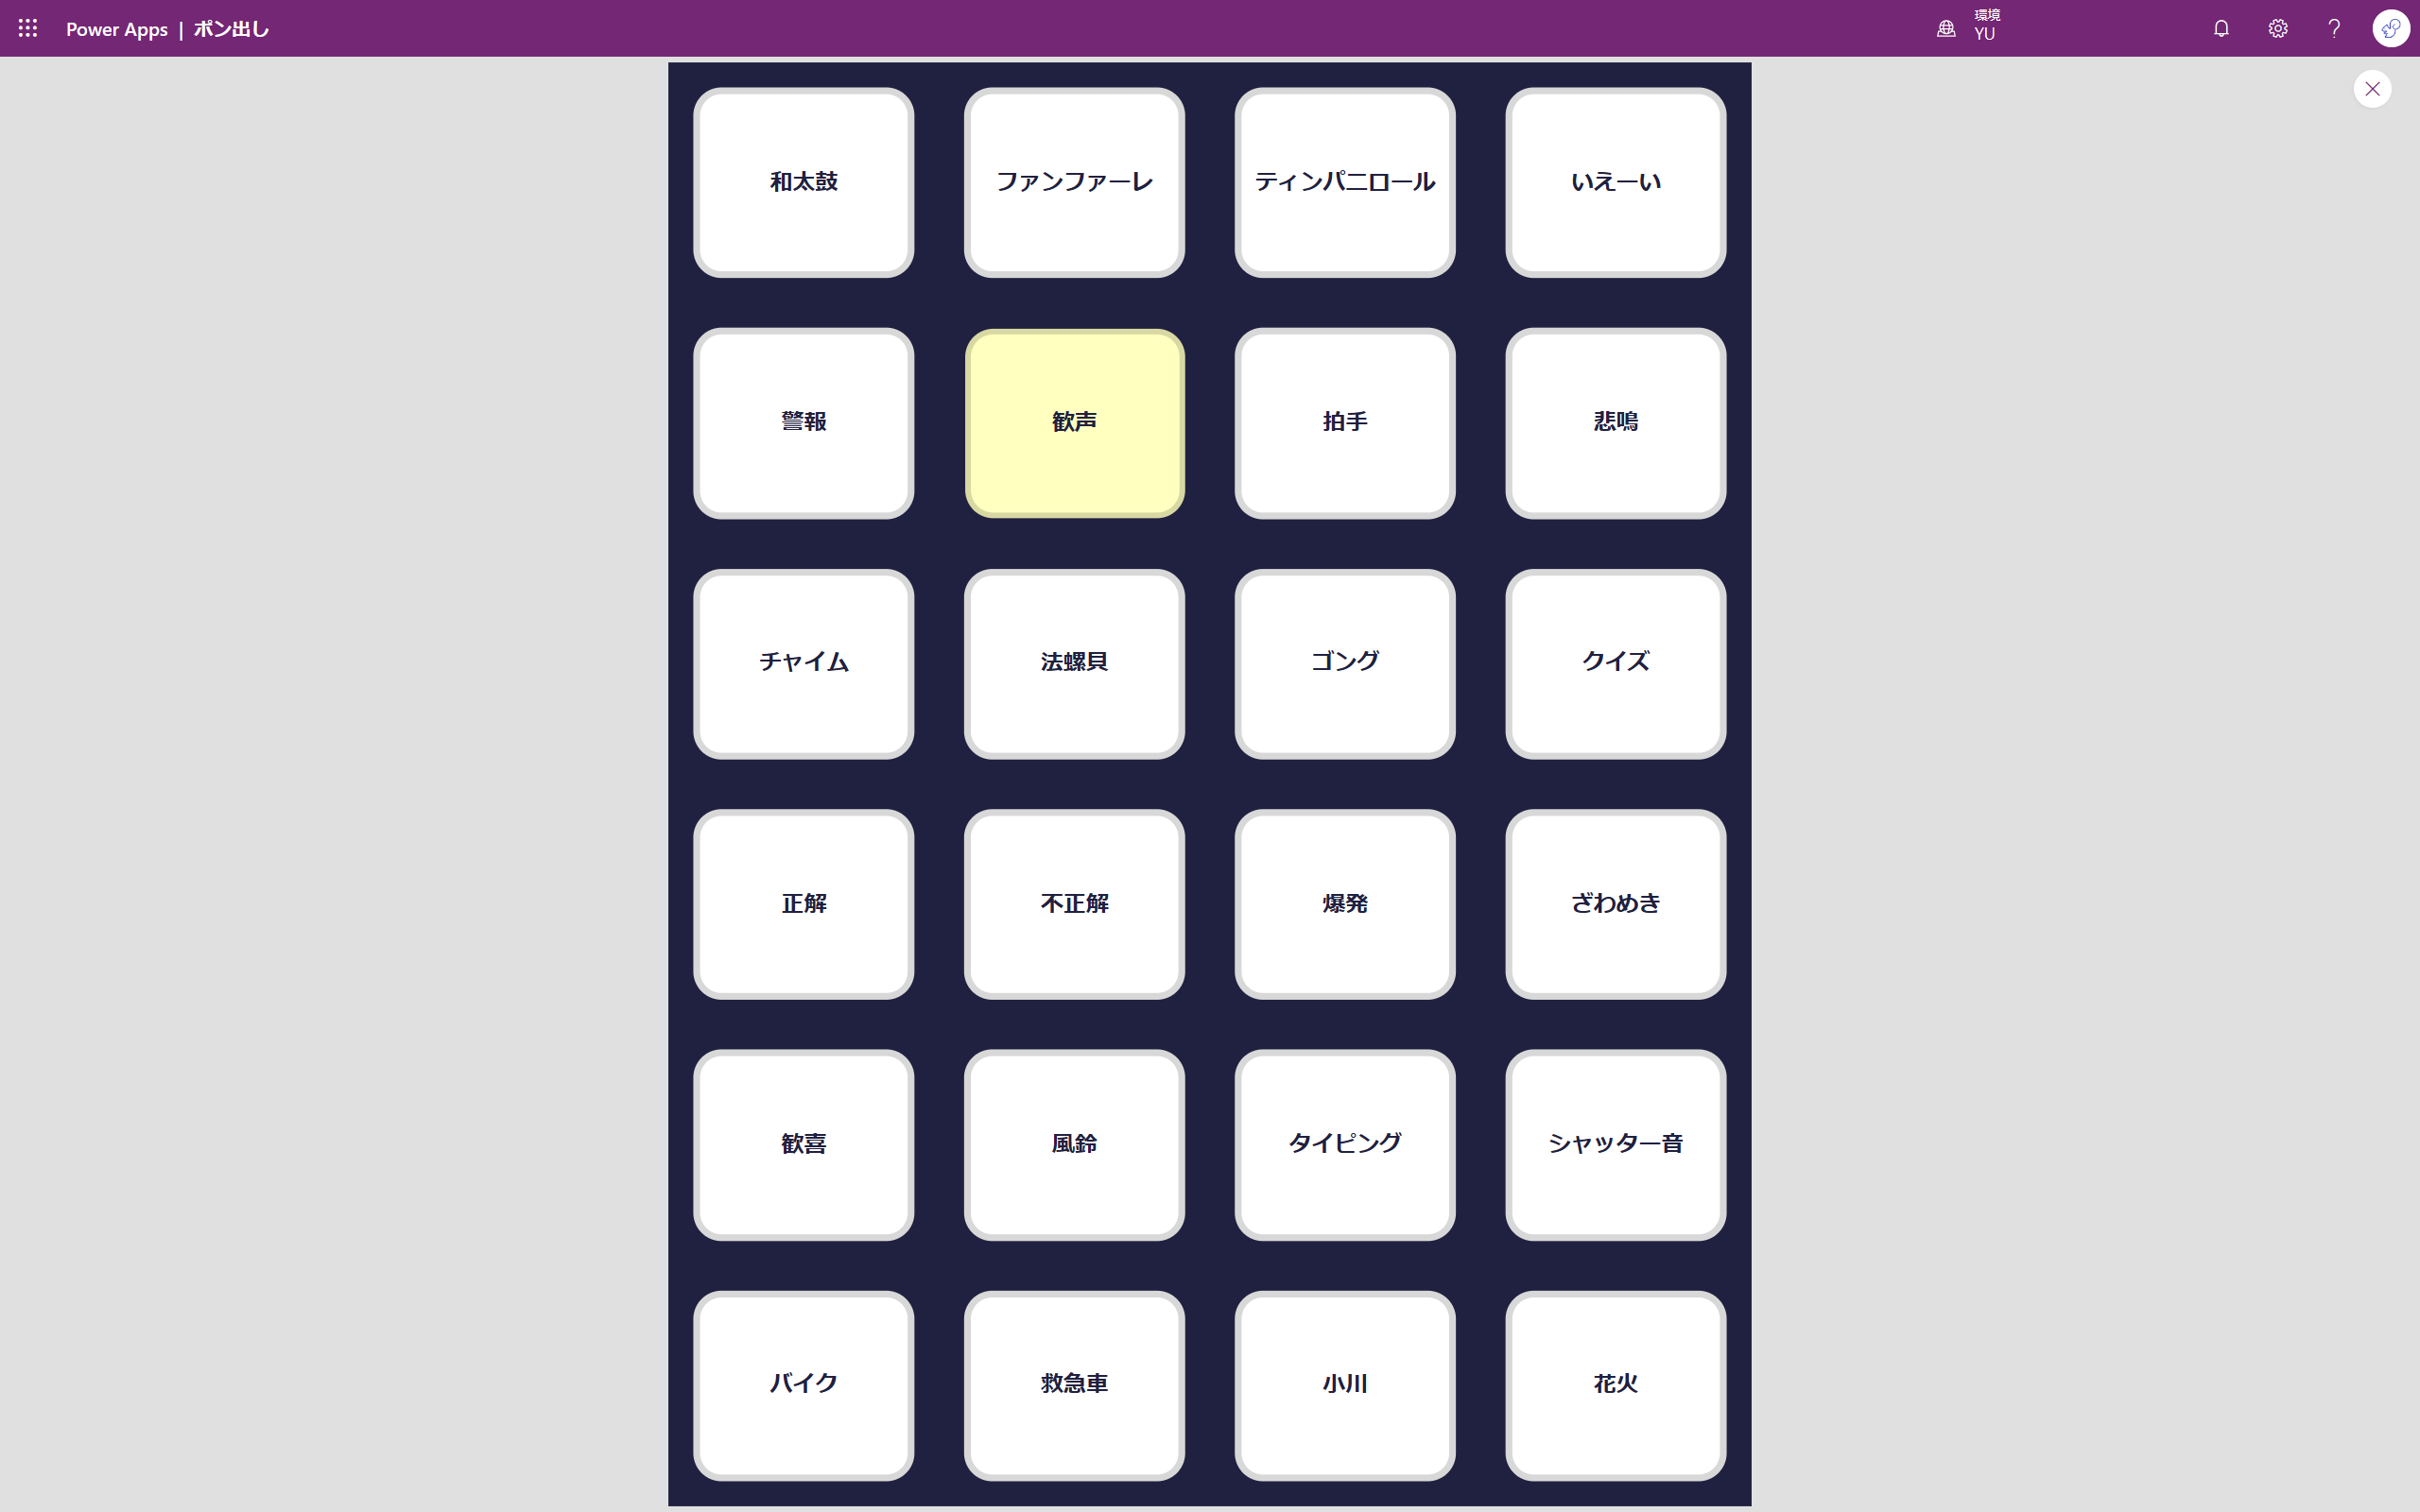 Power Apps | ポン出し
環境
YU
和太鼓
ファンファーレ
ティンパニロール
いえーい
警報
歓声
拍手
悲鳴
チャイム
法螺貝
ゴング
クイズ
正解
不正解
爆発
ざわめき
歓喜
風鈴
タイピング
シャッター音
バイク
救急車
小川
花火